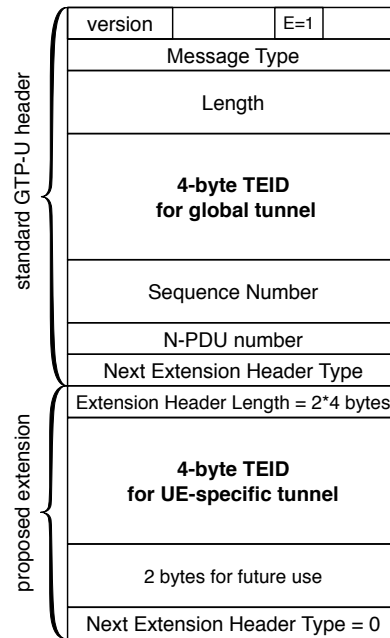 version
E=1
Message Type
Length
4-byte TEID
for global tunnel
Sequence Number
N-PDU number
Next Extension Header Type
standard GTP-U header
Extension Header Length = 2*4 bytes
4-byte TEID
for UE-specific tunnel
2 bytes for future use
Next Extension Header Type = 0
proposed extension